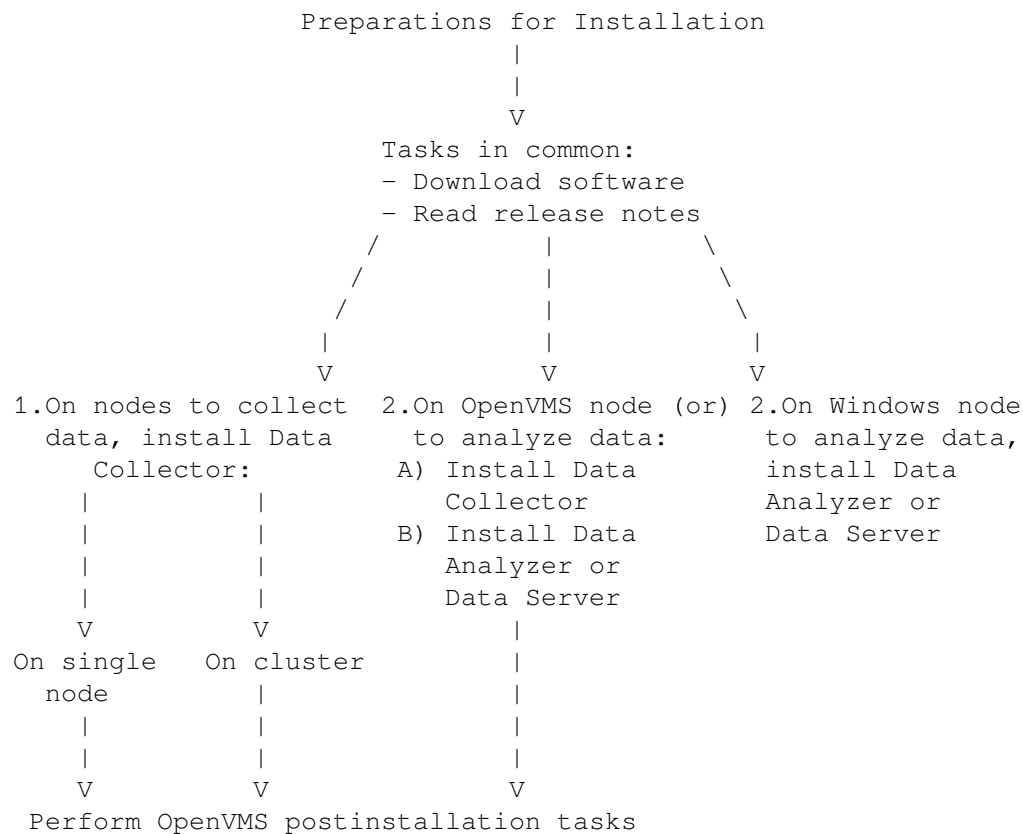 Preparations for Installation
|
|
V
Tasks in common:
- Download software
- Read release notes
/ | \
/ | \
/ | \
| | |
V V V
1.On nodes to collect 2.On OpenVMS node (or) 2.On Windows node
data, install Data to analyze data: to analyze data,
Collector: A) Install Data install Data
| | Collector Analyzer or
| | B) Install Data Data Server
| | Analyzer or
| | Data Server
V V |
On single On cluster |
node | |
| | |
| | |
V V V
Perform OpenVMS postinstallation tasks